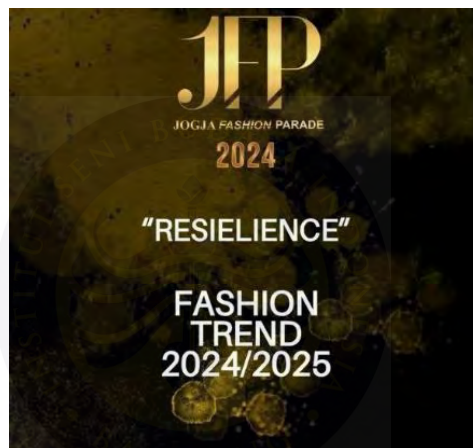 JFP
JOGJA FASHION PARADE
2024
"RESIELIENCE"
FASHION
TREND
2024/2025